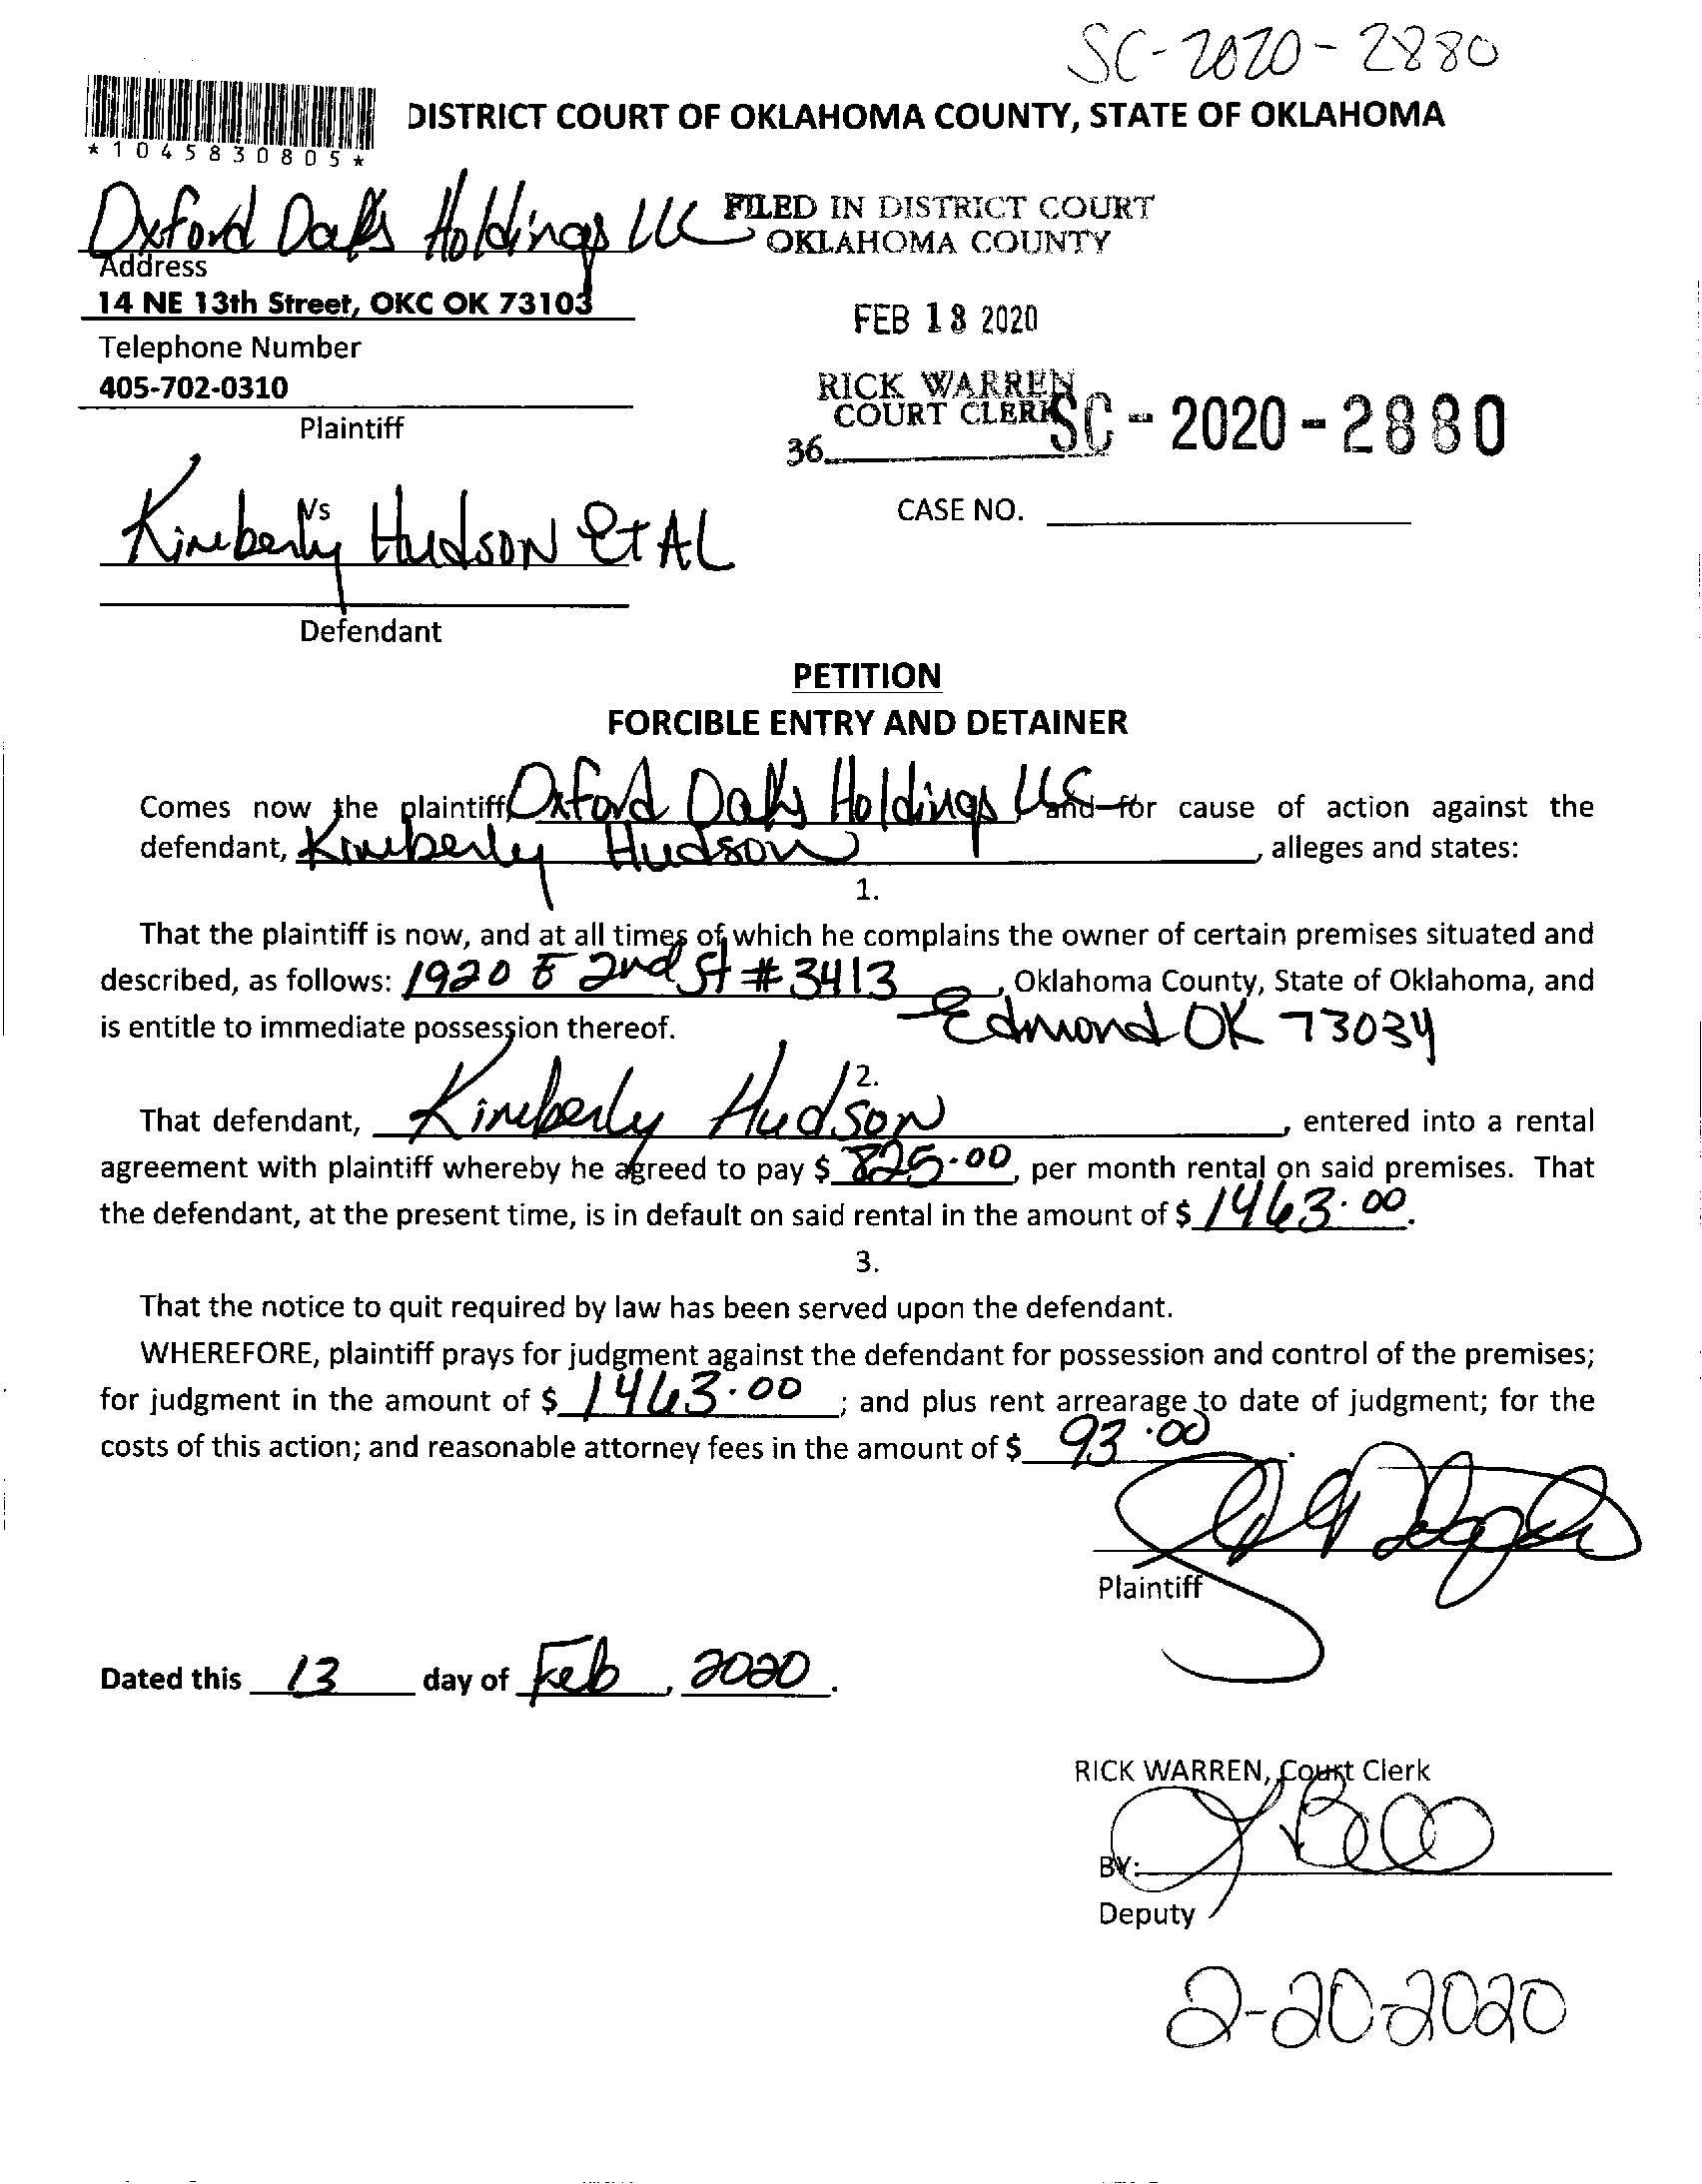 SC-2020-2880
DISTRICT COURT OF OKLAHOMA COUNTY, STATE OF OKLAHOMA
*1045830805*
Oxford Oaks Holdings LLC
FILED IN DISTRICT COURT
OKLAHOMA COUNTY
Address
14 NE 13th Street, OKC OK 73103
FEB 18 2020
Telephone Number
405-702-0310
RICK WARREN
COURT CLERK
SC - 2020 - 2880
36
Plaintiff
Vs
CASE NO.
Kimberly Hudson Et AL
Defendant
PETITION
FORCIBLE ENTRY AND DETAINER
Comes now the plaintiff, Oxford Oaks Holdings LLC and for cause of action against the
defendant, Kimberly Hudson, alleges and states:
1.
That the plaintiff is now, and at all times of which he complains the owner of certain premises situated and
described, as follows: 1920 E 2nd St # 3413, Oklahoma County, State of Oklahoma, and
is entitle to immediate possession thereof. Edmond OK 73034
2.
That defendant, Kimberly Hudson, entered into a rental
agreement with plaintiff whereby he agreed to pay $ 825.00, per month rental on said premises. That
the defendant, at the present time, is in default on said rental in the amount of $ 1463.00.
3.
That the notice to quit required by law has been served upon the defendant.
WHEREFORE, plaintiff prays for judgment against the defendant for possession and control of the premises;
for judgment in the amount of $ 1463.00; and plus rent arrearage to date of judgment; for the
costs of this action; and reasonable attorney fees in the amount of $ 93.00.
Plaintiff
Dated this 13 day of Feb, 2020.
RICK WARREN, Court Clerk
BY:
Deputy
2-20-2020